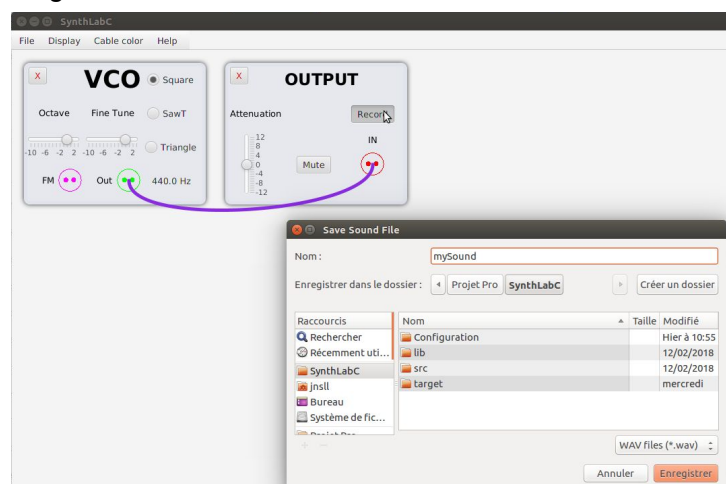 SynthLabC
File Display Cable color Help
X VCO Square
Octave Fine Tune SawT
-10 -6 -2 2 -10 -6 -2 2 Triangle
FM Out 440.0 Hz
X OUTPUT
Attenuation Record
IN
12
8
4
0 Mute
-4
-8
-12
Save Sound File
Nom : mySound
Enregistrer dans le dossier : Projet Pro SynthLabC Créer un dossier
Raccourcis Nom Taille Modifié
Rechercher Configuration Hier à 10:55
Récemment uti... lib 12/02/2018
SynthLabC src 12/02/2018
jnsll target mercredi
Bureau
Système de fic...
Projet Pro
WAV files (*.wav)
Annuler Enregistrer